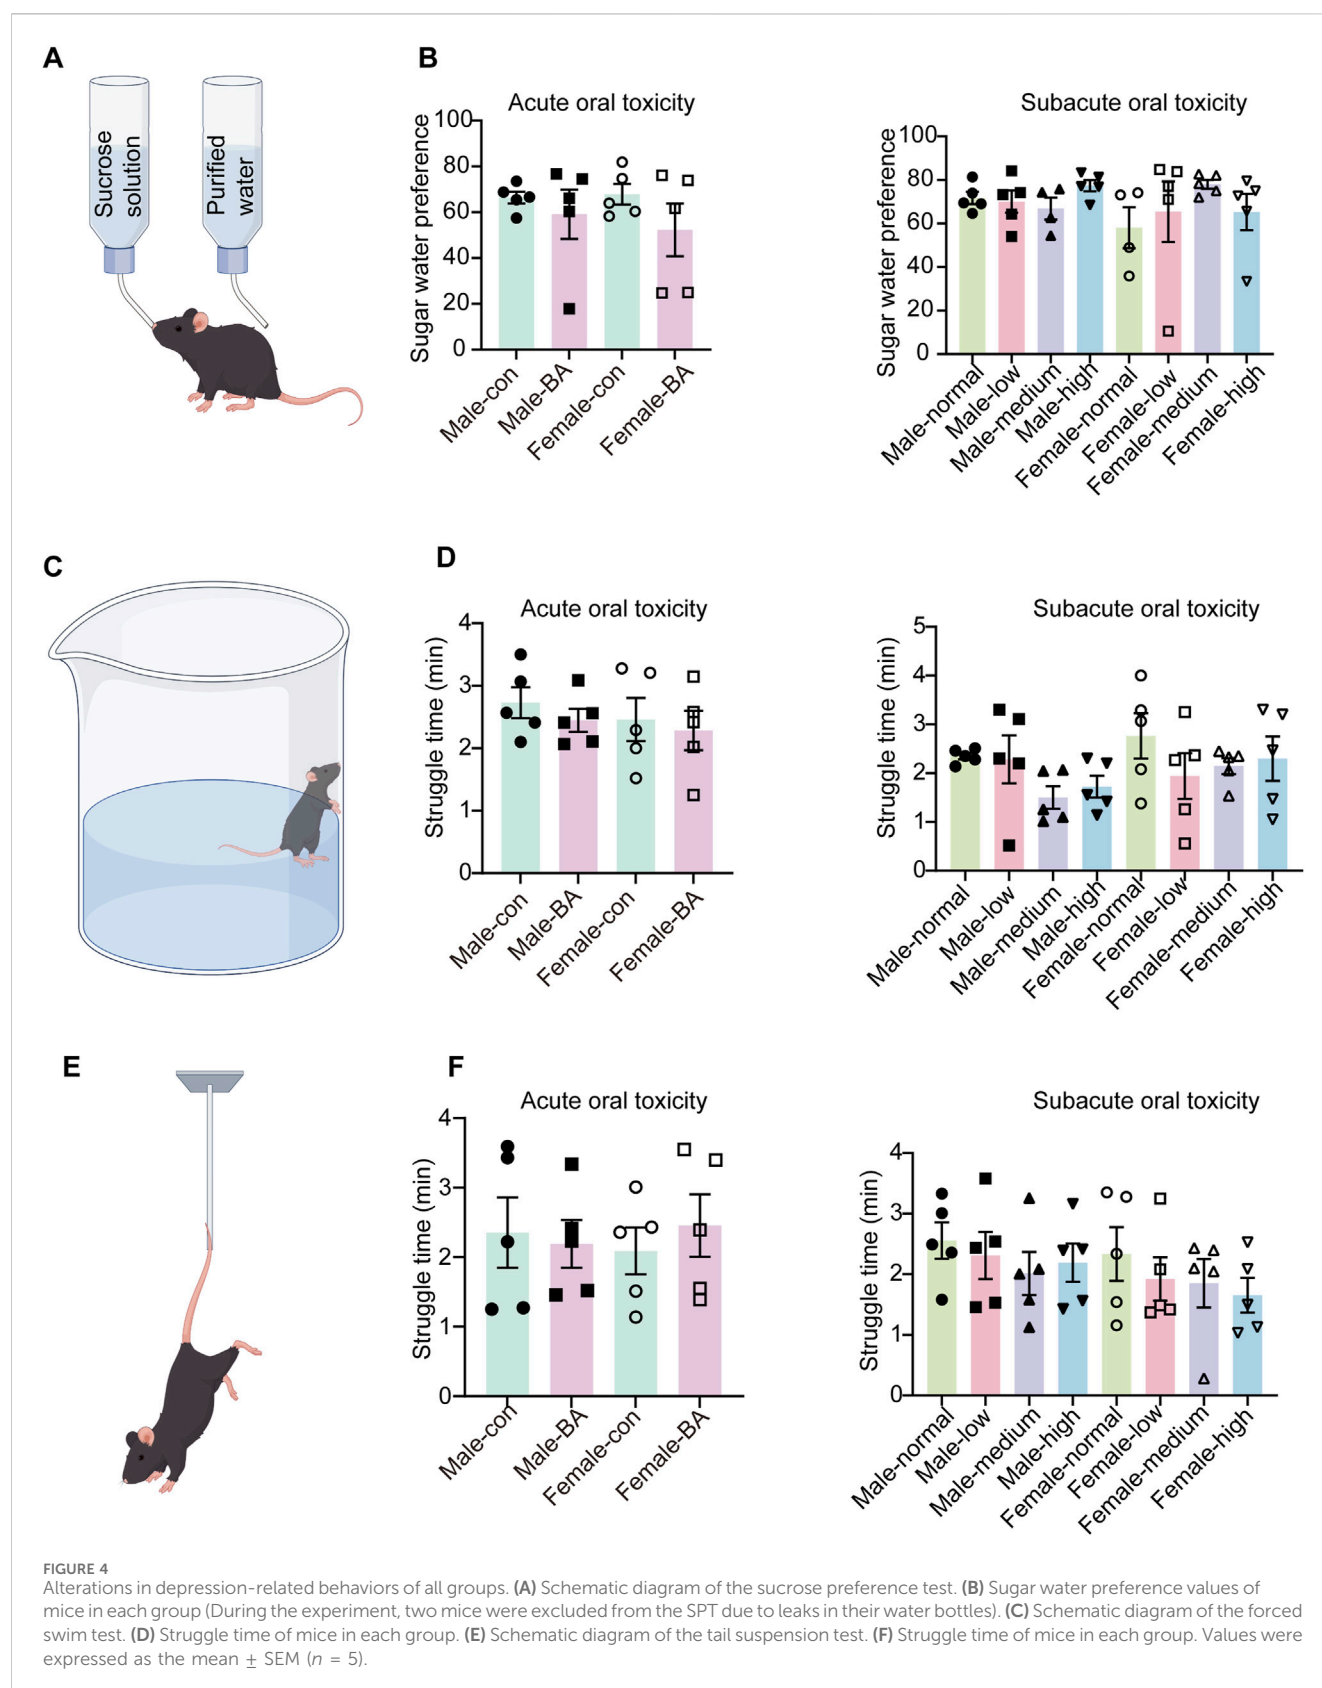 A
Sucrose
solution
Purified
water
B
Acute oral toxicity
Sugar water preference
100
80
60
40
20
0
Male-con
Male-BA
Female-con
Female-BA
Subacute oral toxicity
Sugar water preference
100
80
60
40
20
0
Male-normal
Male-low
Male-medium
Male-high
Female-normal
Female-low
Female-medium
Female-high
C
D
Acute oral toxicity
Struggle time (min)
4
3
2
1
0
Male-con
Male-BA
Female-con
Female-BA
Subacute oral toxicity
Struggle time (min)
5
4
3
2
1
0
Male-normal
Male-low
Male-medium
Male-high
Female-normal
Female-low
Female-medium
Female-high
E
F
Acute oral toxicity
Struggle time (min)
4
3
2
1
0
Male-con
Male-BA
Female-con
Female-BA
Subacute oral toxicity
Struggle time (min)
4
3
2
1
0
Male-normal
Male-low
Male-medium
Male-high
Female-normal
Female-low
Female-medium
Female-high
FIGURE 4
Alterations in depression-related behaviors of all groups. (A) Schematic diagram of the sucrose preference test. (B) Sugar water preference values of
mice in each group (During the experiment, two mice were excluded from the SPT due to leaks in their water bottles). (C) Schematic diagram of the forced
swim test. (D) Struggle time of mice in each group. (E) Schematic diagram of the tail suspension test. (F) Struggle time of mice in each group. Values were
expressed as the mean ± SEM (n = 5).